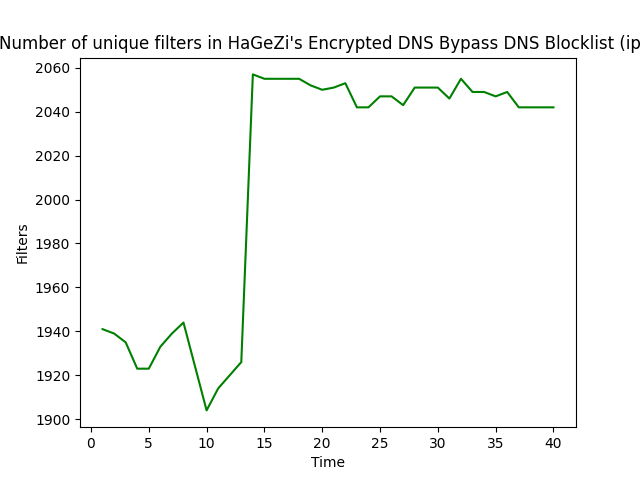 Number of unique filters in HaGeZi's Encrypted DNS Bypass DNS Blocklist (ip
2060
2040
2020
2000
1980
1960
1940
1920
1900
Filters
0 5 10 15 20 25 30 35 40
Time